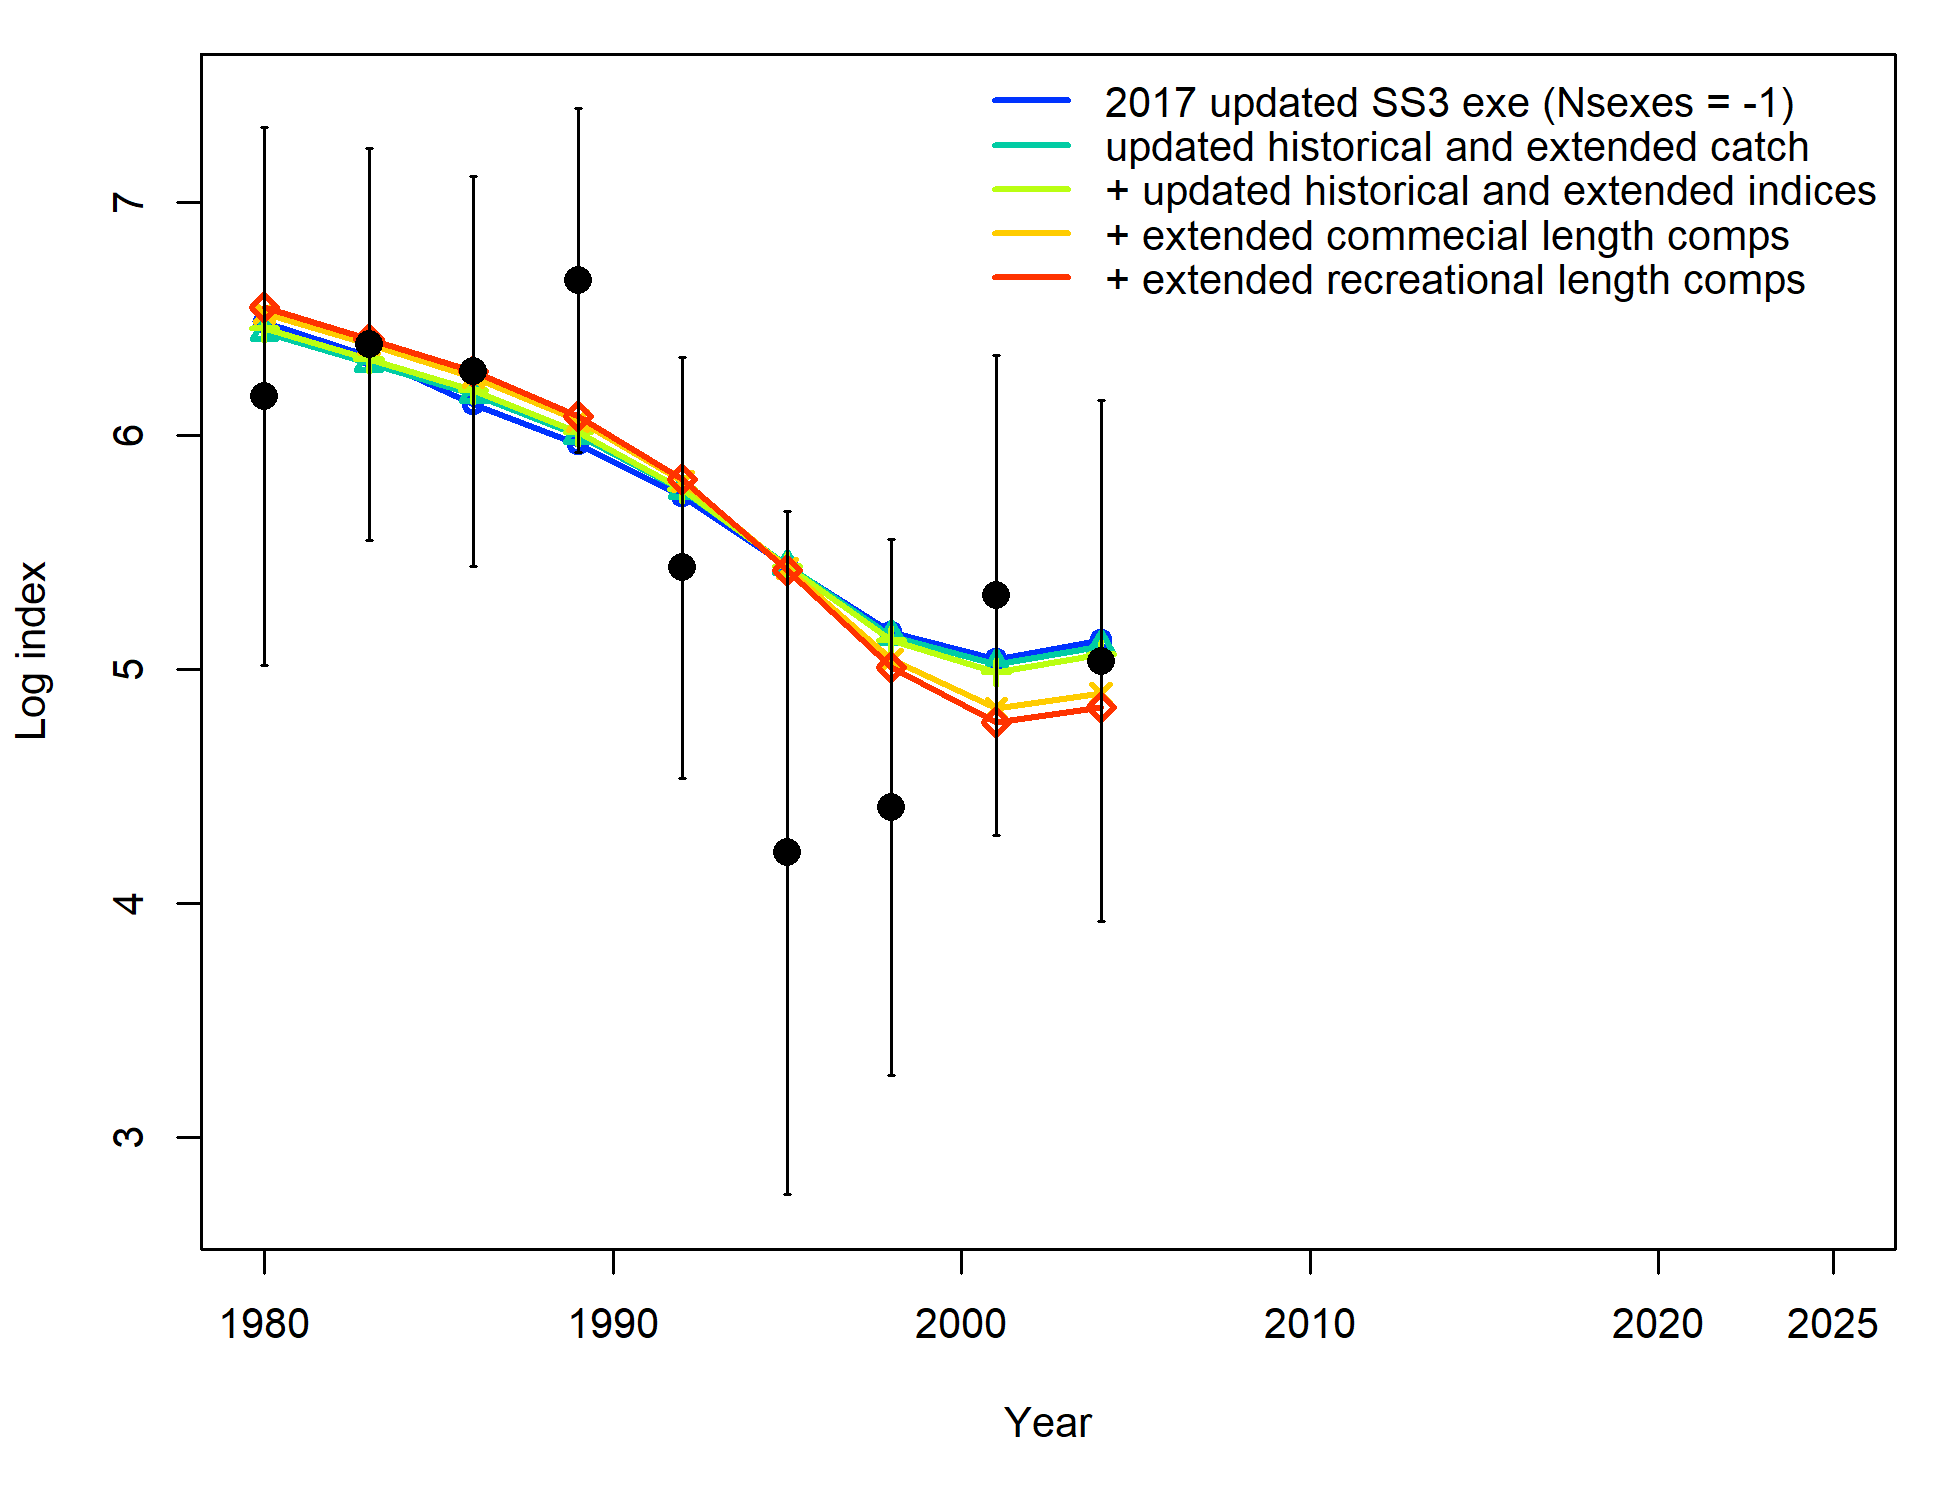 2017 updated SS3 exe (Nsexes = -1)
updated historical and extended catch
+ updated historical and extended indices
+ extended commecial length comps
+ extended recreational length comps
7
6
5
4
3
Log index
1980
1990
2000
2010
2020
2025
Year